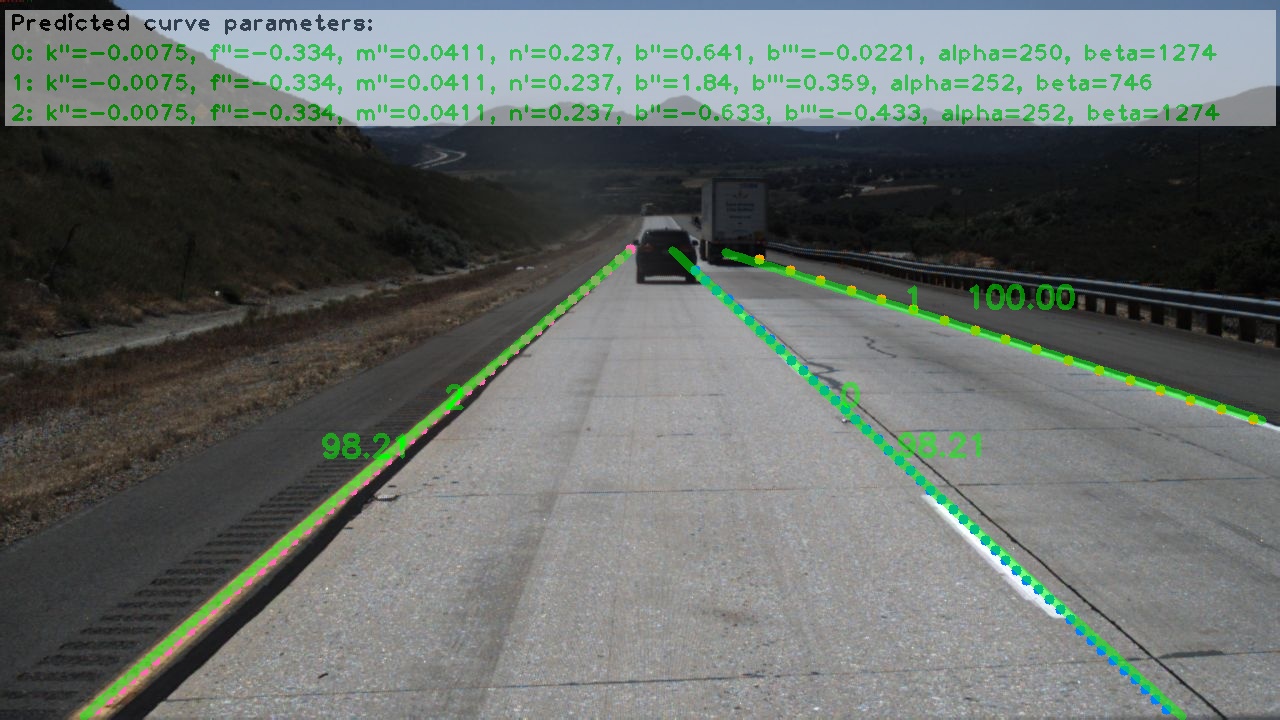 Predicted curve parameters:
0: k''=-0.0075, f''=-0.334, m''=0.0411, n'=0.237, b''=0.641, b'''=-0.0221, alpha=250, beta=1274
1: k''=-0.0075, f''=-0.334, m''=0.0411, n'=0.237, b''=1.84, b'''=0.359, alpha=252, beta=746
2: k''=-0.0075, f''=-0.334, m''=0.0411, n'=0.237, b''=-0.633, b'''=-0.433, alpha=252, beta=1274
1 100.00
2 0
98.21 98.21